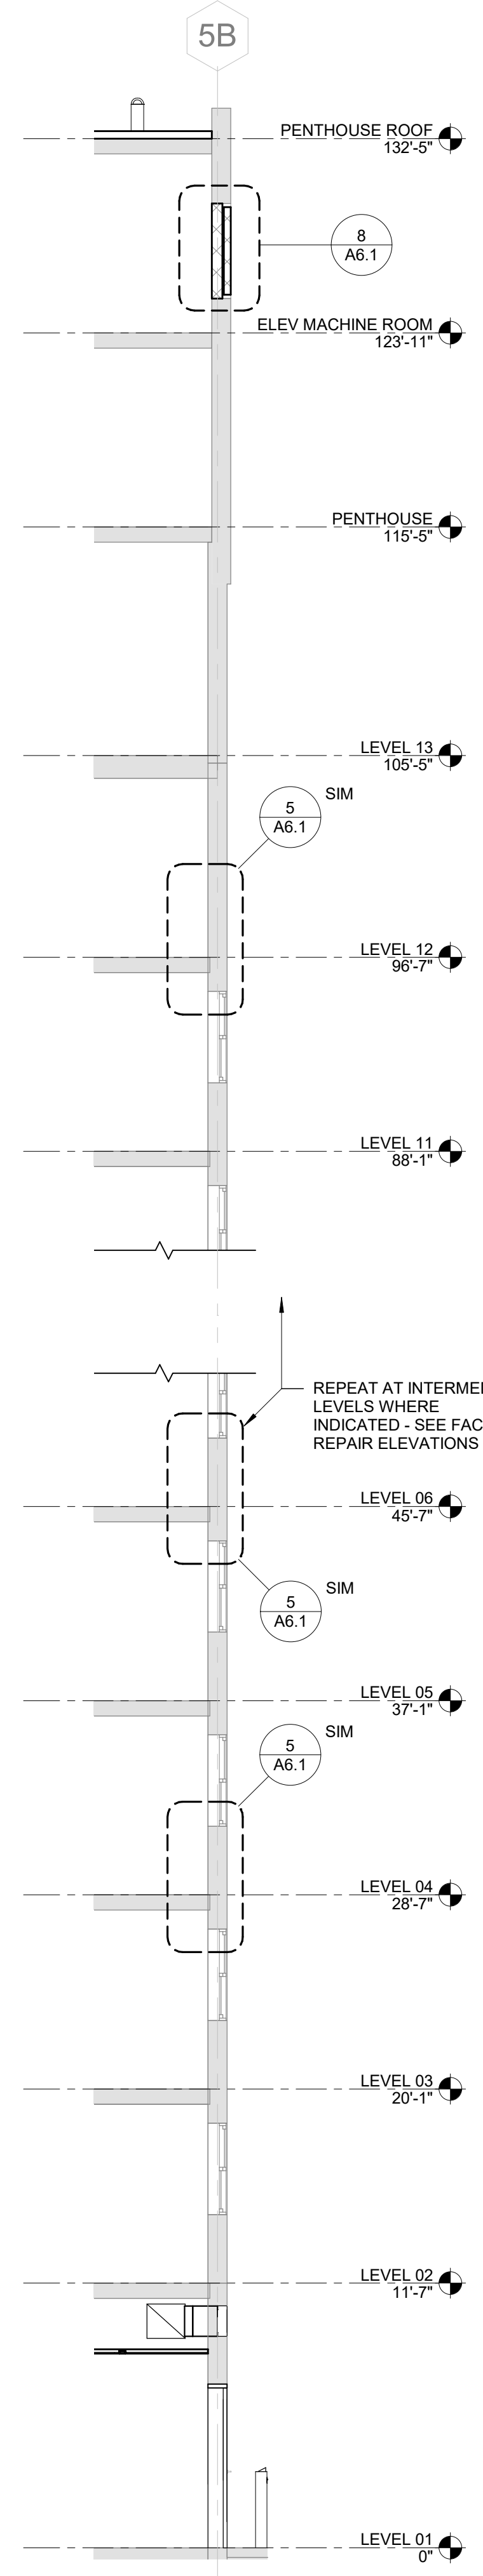 5B
PENTHOUSE ROOF
132'-5"
8
A6.1
ELEV MACHINE ROOM
123'-11"
PENTHOUSE
115'-5"
LEVEL 13
105'-5"
SIM
5
A6.1
LEVEL 12
96'-7"
LEVEL 11
88'-1"
REPEAT AT INTERME
LEVELS WHERE
INDICATED - SEE FAC
REPAIR ELEVATIONS
LEVEL 06
45'-7"
SIM
5
A6.1
LEVEL 05
37'-1"
SIM
5
A6.1
LEVEL 04
28'-7"
LEVEL 03
20'-1"
LEVEL 02
11'-7"
LEVEL 01
0"